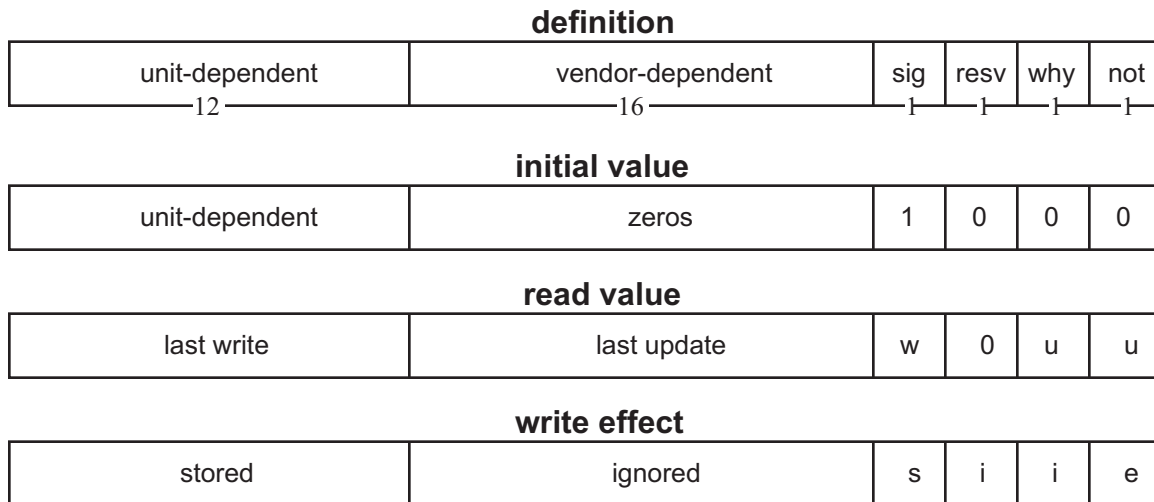 definition
unit-dependent vendor-dependent sig resv why not
12 16 1 1 1 1
initial value
unit-dependent zeros 1 0 0 0
read value
last write last update w 0 u u
write effect
stored ignored s i i e